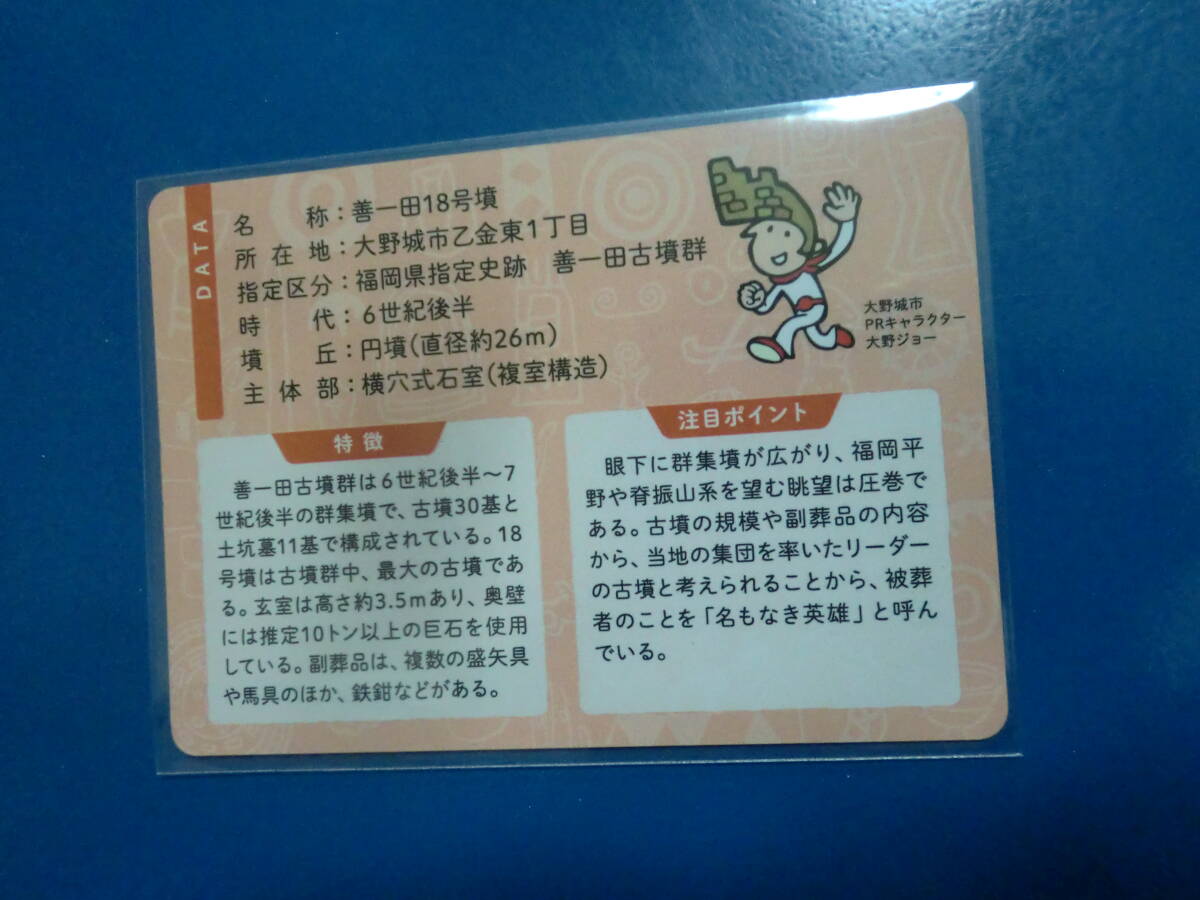 DATA
名称：善一田18号墳
所在地：大野城市乙金東1丁目
指定区分：福岡県指定史跡　善一田古墳群
時代：6世紀後半
墳丘：円墳(直径約26m)
主体部：横穴式石室(複室構造)
大野城市
PRキャラクター
大野ジョー
特徴
善一田古墳群は6世紀後半～7
世紀後半の群集墳で、古墳30基と
土坑墓11基で構成されている。18
号墳は古墳群中、最大の古墳であ
る。玄室は高さ約3.5mあり、奥壁
には推定10トン以上の巨石を使用
している。副葬品は、複数の盛矢具
や馬具のほか、鉄鉗などがある。
注目ポイント
眼下に群集墳が広がり、福岡平
野や脊振山系を望む眺望は圧巻で
ある。古墳の規模や副葬品の内容
から、当地の集団を率いたリーダー
の古墳と考えられることから、被葬
者のことを「名もなき英雄」と呼ん
でいる。